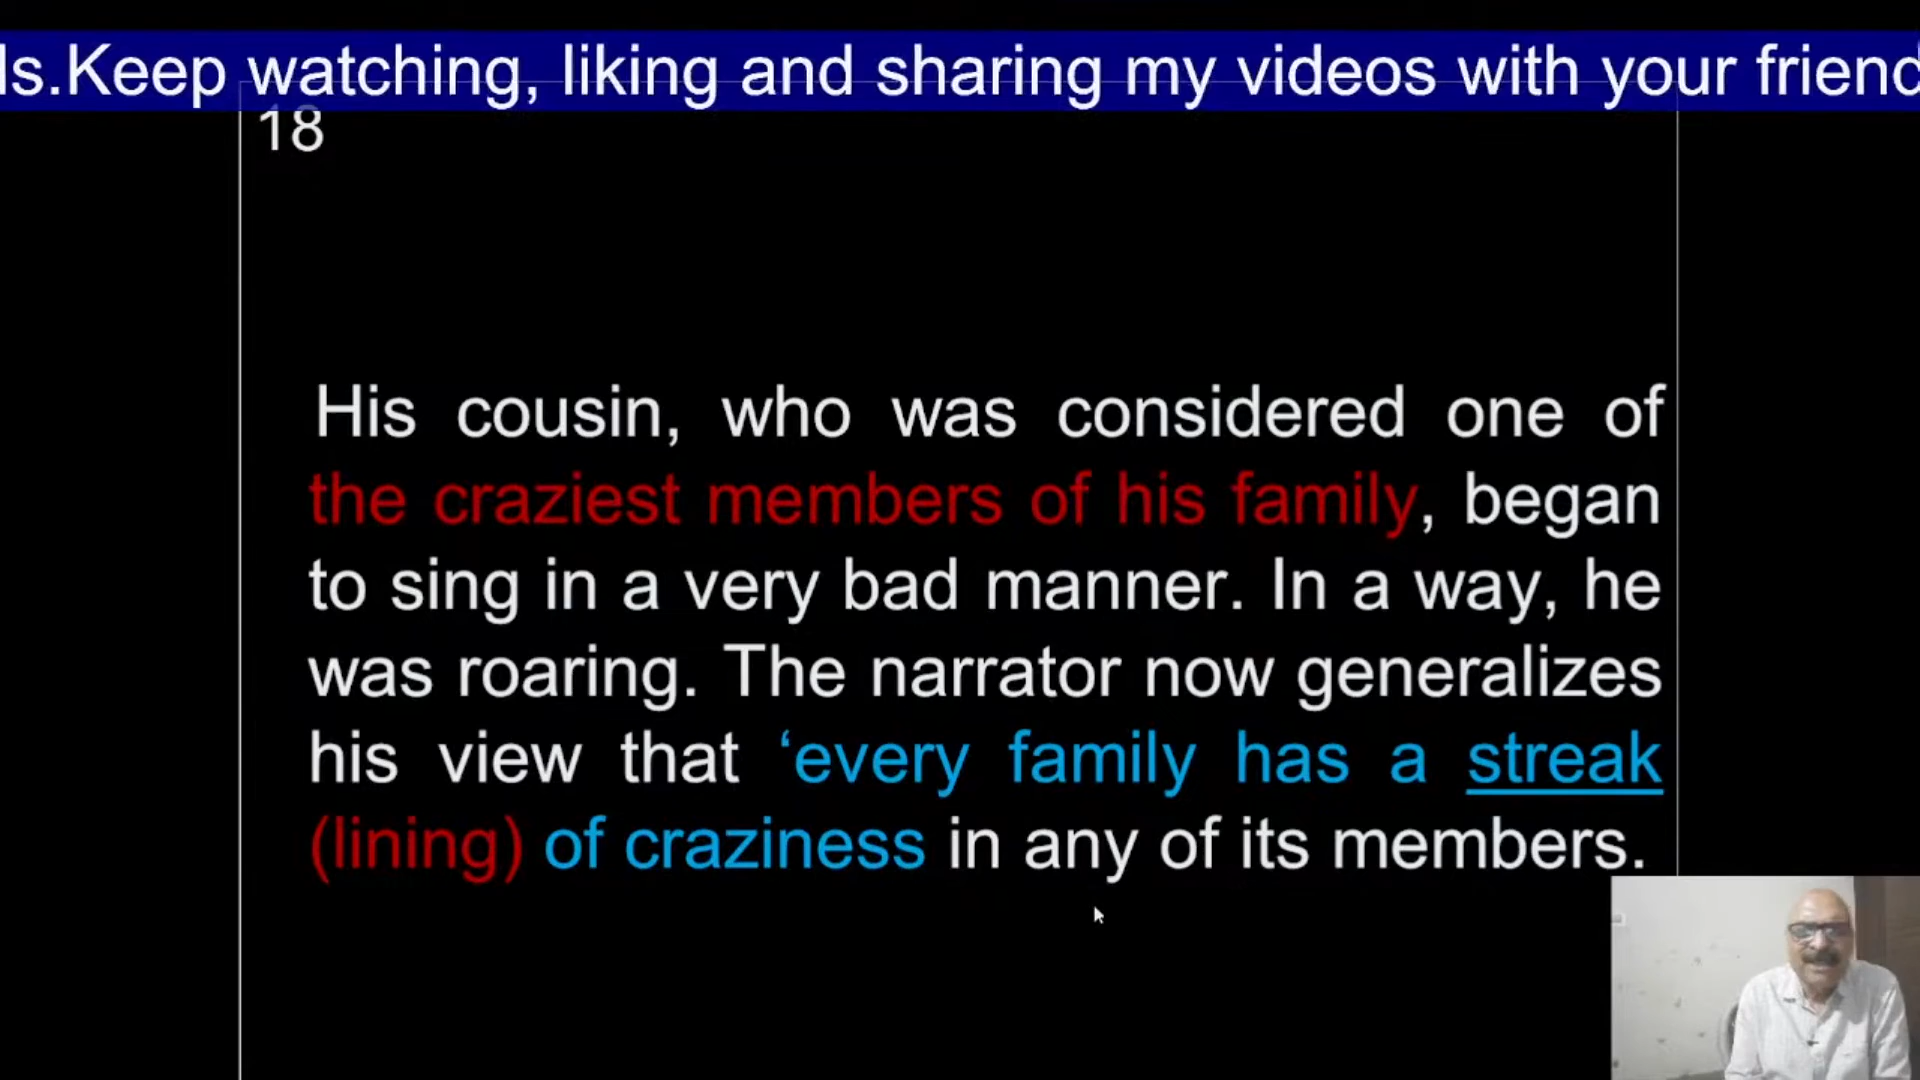 ls.Keep watching, liking and sharing my videos with your friend
18
His cousin, who was considered one of
the craziest members of his family, began
to sing in a very bad manner. In a way, he
was roaring. The narrator now generalizes
his view that ‘every family has a streak
(lining) of craziness in any of its members.